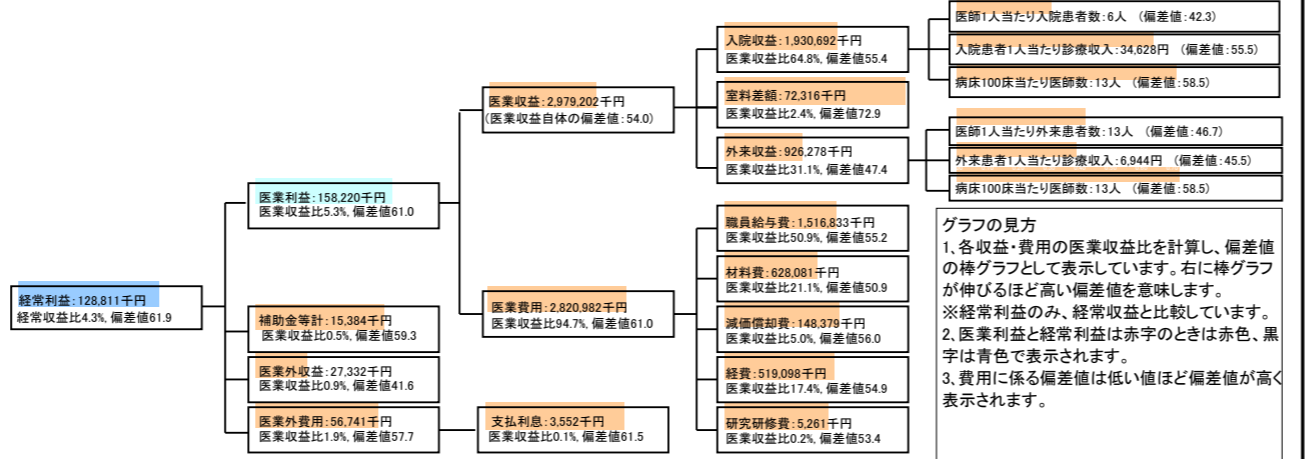 経常利益:128,811千円
経常収益比4.3%, 偏差値61.9
医業利益:158,220千円
医業収益比5.3%, 偏差値61.0
補助金等計:15,384千円
医業収益比0.5%, 偏差値59.3
医業外収益:27,332千円
医業収益比0.9%, 偏差値41.6
医業外費用:56,741千円
医業収益比1.9%, 偏差値57.7
医業収益:2,979,202千円
(医業収益自体の偏差値:54.0)
医業費用:2,820,982千円
医業収益比94.7%, 偏差値61.0
支払利息:3,552千円
医業収益比0.1%, 偏差値61.5
入院収益:1,930,692千円
医業収益比64.8%, 偏差値55.4
室料差額:72,316千円
医業収益比2.4%, 偏差値72.9
外来収益:926,278千円
医業収益比31.1%, 偏差値47.4
職員給与費:1,516,833千円
医業収益比50.9%, 偏差値55.2
材料費:628,081千円
医業収益比21.1%, 偏差値50.9
減価償却費:148,379千円
医業収益比5.0%, 偏差値56.0
経費:519,098千円
医業収益比17.4%, 偏差値54.9
研究研修費:5,261千円
医業収益比0.2%, 偏差値53.4
医師1人当たり入院患者数:6人 (偏差値:42.3)
入院患者1人当たり診療収入:34,628円 (偏差値:55.5)
病床100床当たり医師数:13人 (偏差値:58.5)
医師1人当たり外来患者数:13人 (偏差値:46.7)
外来患者1人当たり診療収入:6,944円 (偏差値:45.5)
病床100床当たり医師数:13人 (偏差値:58.5)
グラフの見方
1、各収益・費用の医業収益比を計算し、偏差値
の棒グラフとして表示しています。右に棒グラフ
が伸びるほど高い偏差値を意味します。
※経常利益のみ、経常収益と比較しています。
2、医業利益と経常利益は赤字のときは赤色、黒
字は青色で表示されます。
3、費用に係る偏差値は低い値ほど偏差値が高く
表示されます。